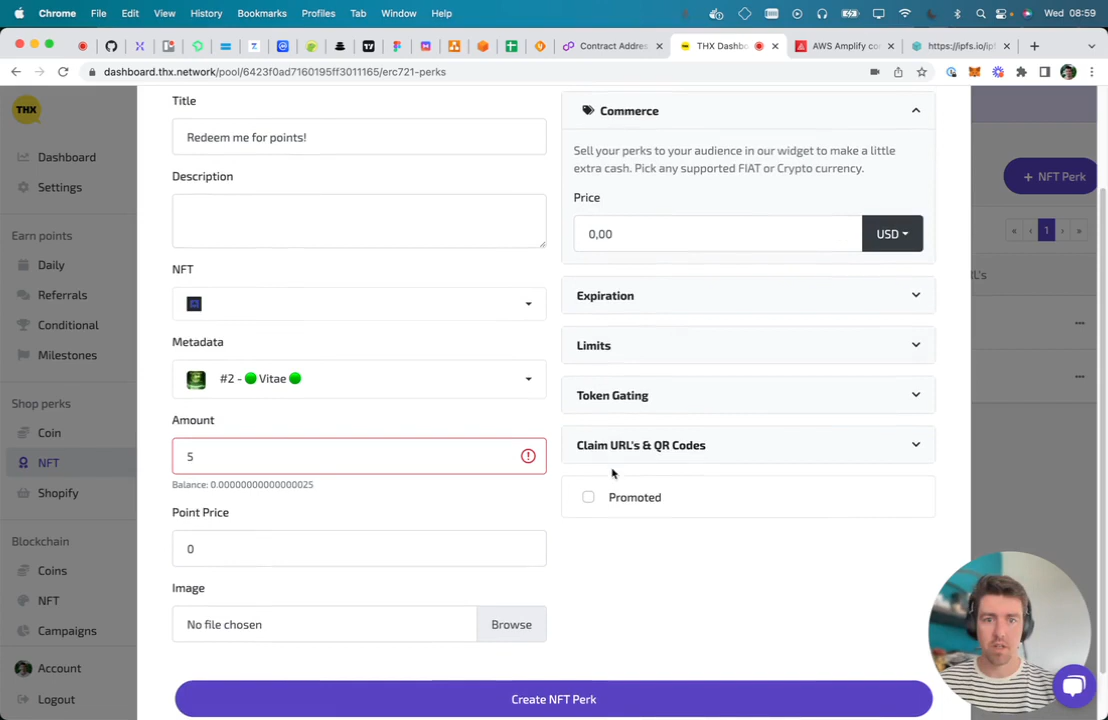 Chrome File Edit View History Bookmarks Profiles Tab Window Help Wed 08:59
Contract Addres THX Dashbo AWS Amplify co https://ipfs.io/ipf
dashboard.thx.network/pool/6423f0ad7160195ff3011165/erc721-perks
THX
Dashboard
Settings
Earn points
Daily
Referrals
Conditional
Milestones
Shop perks
Coin
NFT
Shopify
Blockchain
Coins
NFT
Campaigns
Account
Logout
Title
Redeem me for points!
Description
NFT
Metadata
#2 - 🟢 Vitae 🟢
Amount
5
Balance: 0.000000000000000025
Point Price
0
Image
No file chosen Browse
Commerce
Sell your perks to your audience in our widget to make a little
extra cash. Pick any supported FIAT or Crypto currency.
Price
0,00 USD
Expiration
Limits
Token Gating
Claim URL's & QR Codes
Promoted
Create NFT Perk
+ NFT Perk
« ‹ 1 › »
L's